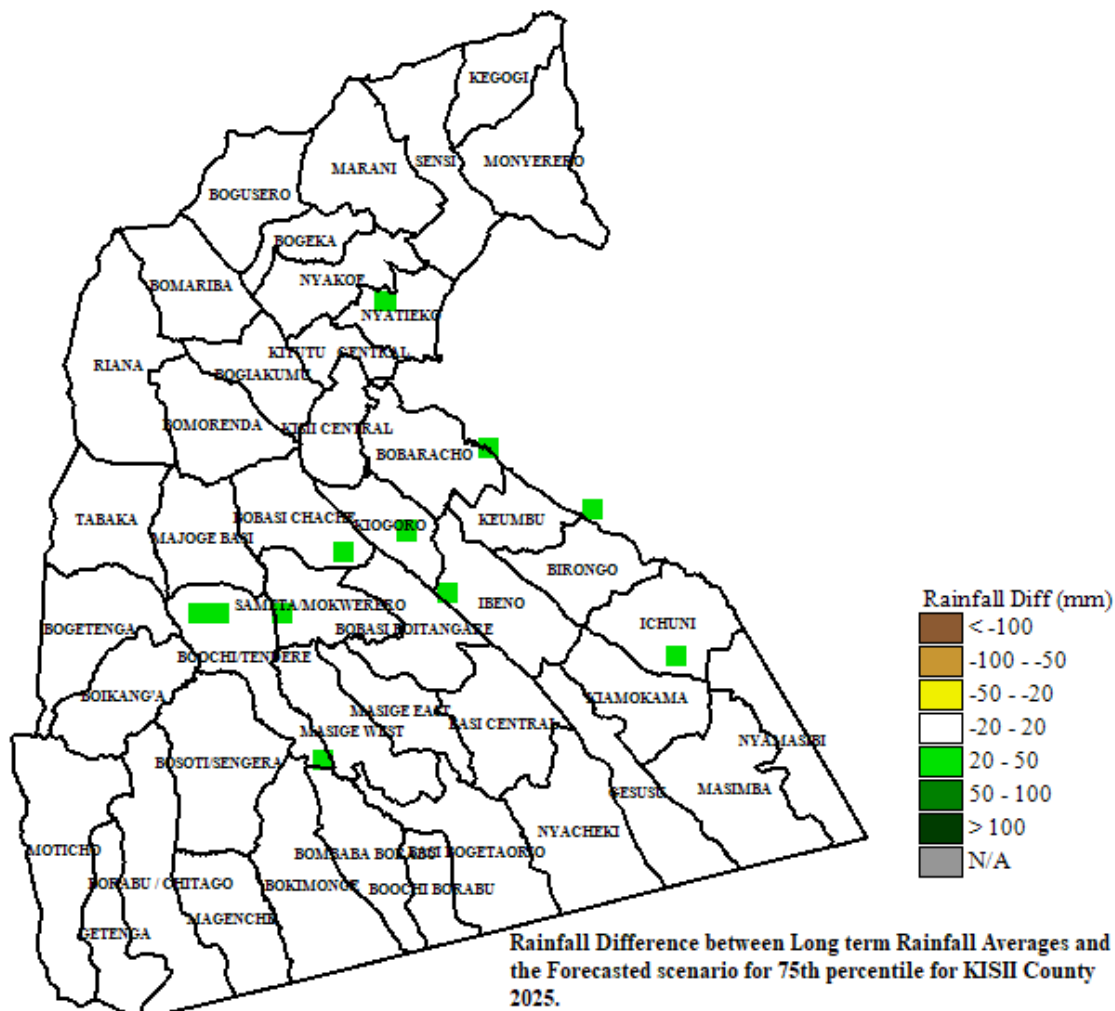 KEGOGI
MONYERERO
SENSI
MARANI
BOGUSERO
BOGEKA
NYAKOE
BOMARIBA
NYATIEKO
KITUTU CENTRAL
RIANA
BOGIAKUMU
BOMORENDA
KISII CENTRAL
BOBARACHO
TABAKA
BOBASI CHACHE
KIOGORO
KEUMBU
MAJOGE BASI
BIRONGO
SAMETA/MOKWERERO
IBENO
BOGETENGA
BOBASI BOITANGARE
ICHUNI
BOOCHI/TENDERE
BOIKANG'A
KIAMOKAMA
MASIGE EAST
BASI CENTRAL
MASIGE WEST
NYAMASIBI
BOSOTI/SENGERA
MASIMBA
GESUSU
NYACHEKI
MOTICHO
BOMBABA BORABU
BASI BOGETAORIO
BORABU / CHITAGO
BOKIMONGE
BOOCHI BORABU
MAGENCHE
GETENGA
Rainfall Diff (mm)
< -100
-100 - -50
-50 - -20
-20 - 20
20 - 50
50 - 100
> 100
N/A
Rainfall Difference between Long term Rainfall Averages and
the Forecasted scenario for 75th percentile for KISII County
2025.